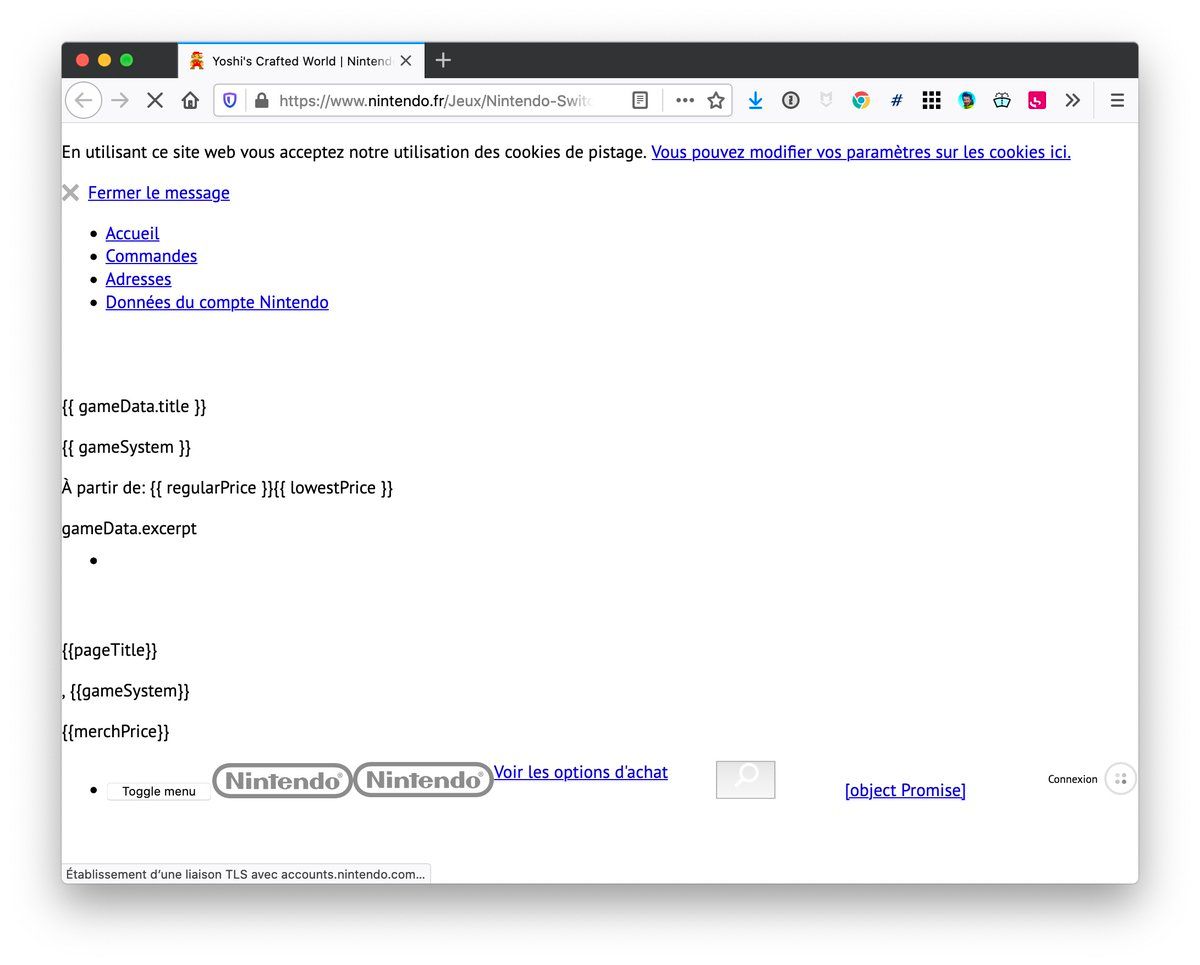 Yoshi's Crafted World | Nintend
https://www.nintendo.fr/Jeux/Nintendo-Switc
En utilisant ce site web vous acceptez notre utilisation des cookies de pistage. Vous pouvez modifier vos paramètres sur les cookies ici.
Fermer le message
Accueil
Commandes
Adresses
Données du compte Nintendo
{{ gameData.title }}
{{ gameSystem }}
À partir de: {{ regularPrice }}{{ lowestPrice }}
gameData.excerpt
{{pageTitle}}
, {{gameSystem}}
{{merchPrice}}
Toggle menu Nintendo® Nintendo® Voir les options d'achat [object Promise] Connexion
Établissement d’une liaison TLS avec accounts.nintendo.com...